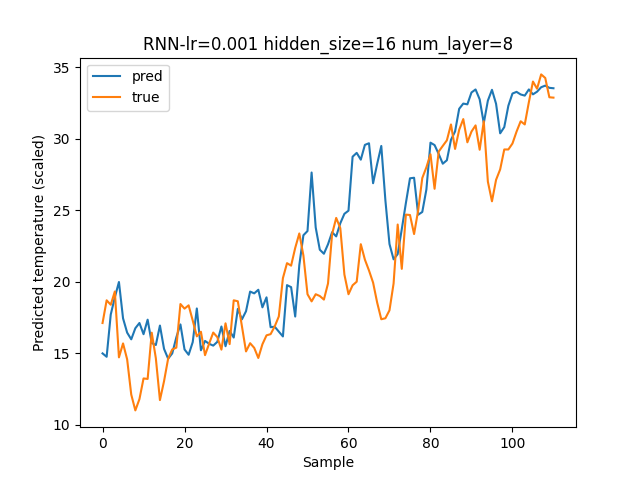 RNN-lr=0.001 hidden_size=16 num_layer=8
pred
true
Predicted temperature (scaled)
35
30
25
20
15
10
0 20 40 60 80 100
Sample